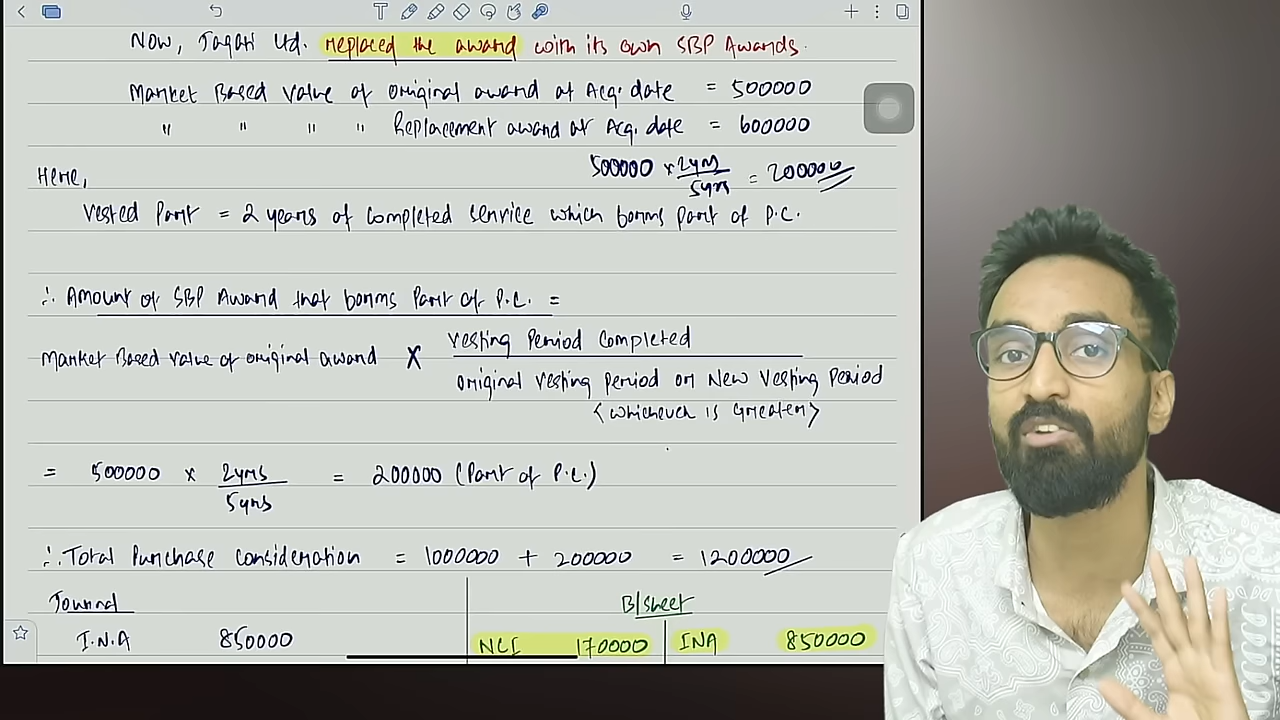 Now, Jagati Ltd. replaced the award with its own SBP Awards.
Market Based value of original award at Acq. date = 500000
" " " " Replacement award at Acq. date = 600000
500000 x 2yrs / 5yrs = 200000
Here,
Vested Part = 2 years of completed service which forms part of P.C.
∴ Amount of SBP Award that forms Part of P.C. =
Market Based value of original award X Vesting Period Completed
Original vesting period or New Vesting Period
<whichever is Greater>
= 500000 x 2yrs / 5yrs = 200000 (Part of P.C.)
∴ Total Purchase consideration = 1000000 + 200000 = 1200000
Journal B/sheet
I.N.A 850000 NCI 170000 INA 850000